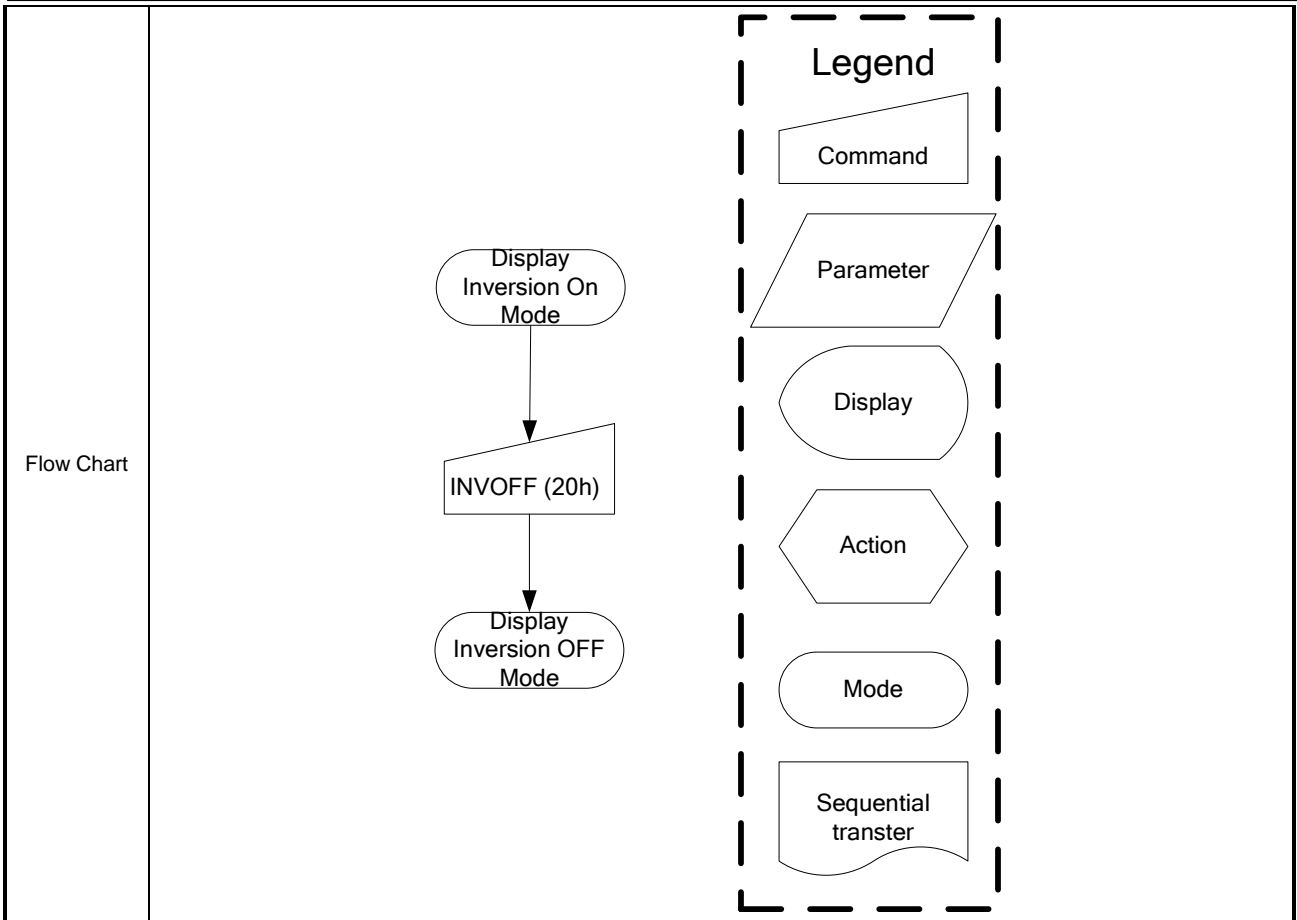 Flow Chart
Display
Inversion On
Mode
INVOFF (20h)
Display
Inversion OFF
Mode
Legend
Command
Parameter
Display
Action
Mode
Sequential
transter